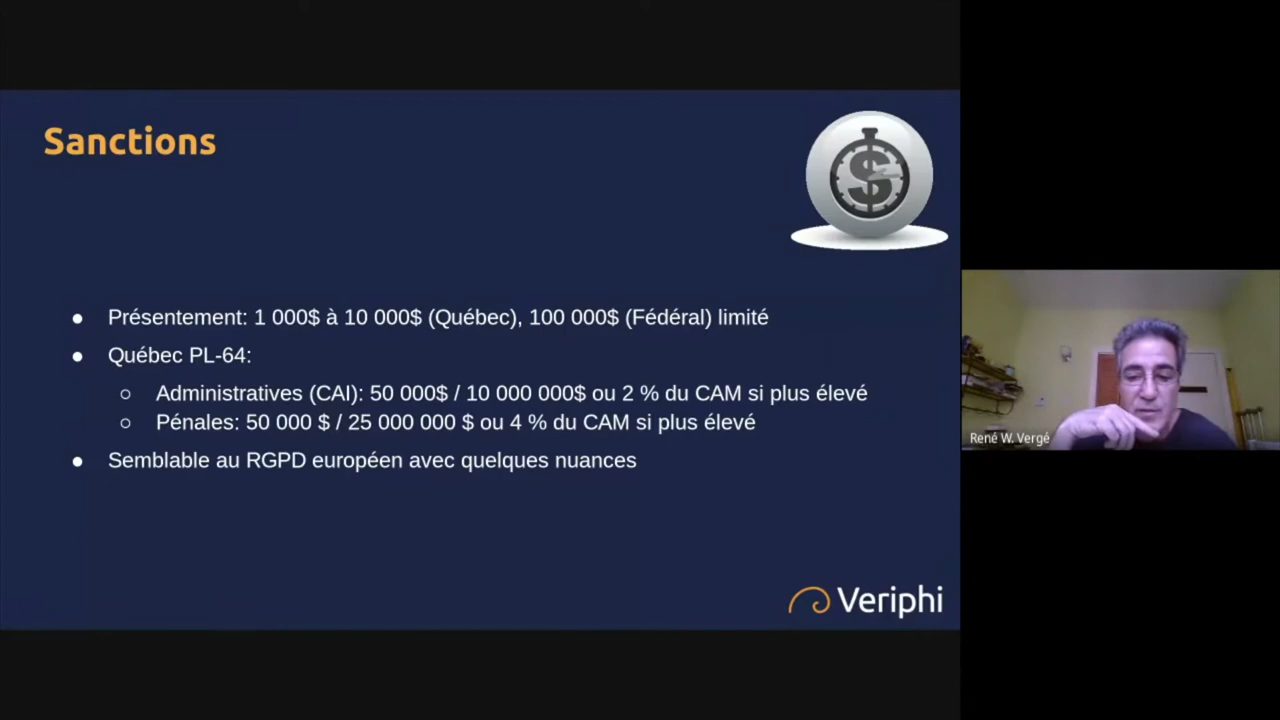 Sanctions
● Présentement: 1 000$ à 10 000$ (Québec), 100 000$ (Fédéral) limité
● Québec PL-64:
○ Administratives (CAI): 50 000$ / 10 000 000$ ou 2 % du CAM si plus élevé
○ Pénales: 50 000 $ / 25 000 000 $ ou 4 % du CAM si plus élevé
● Semblable au RGPD européen avec quelques nuances
Veriphi
René W. Vergé